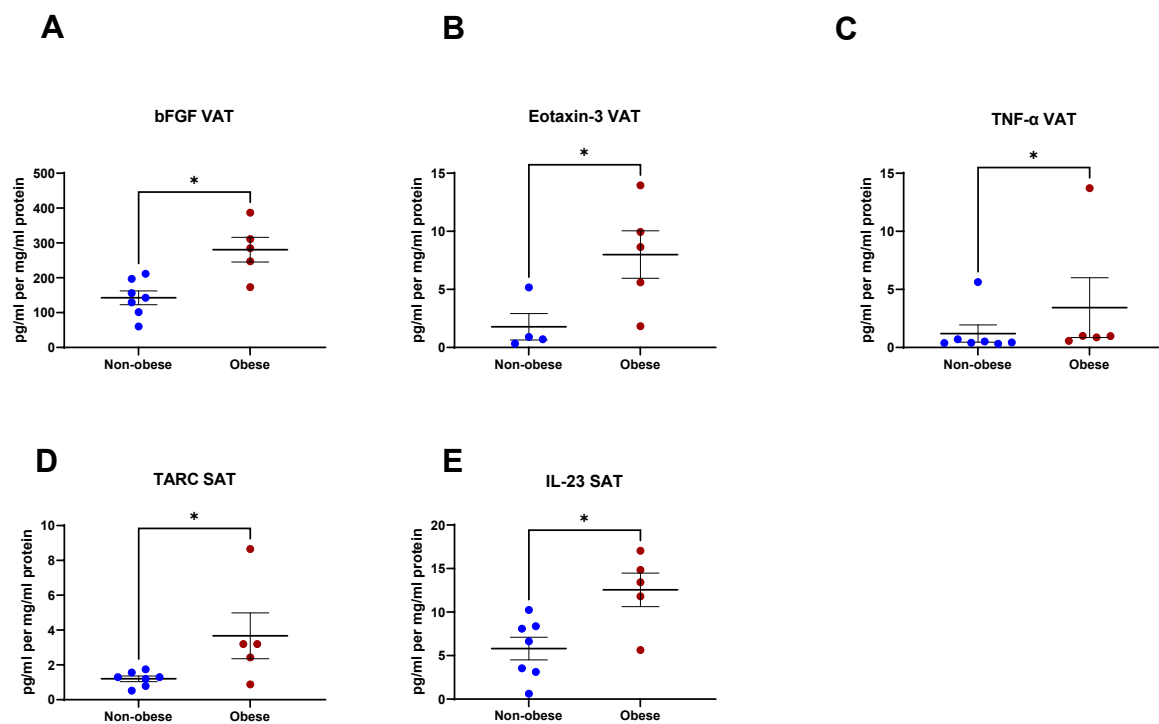 A
B
C
bFGF VAT
Eotaxin-3 VAT
TNF-α VAT
pg/ml per mg/ml protein
500
400
300
200
100
0
*
Non-obese
Obese
pg/ml per mg/ml protein
15
10
5
0
*
Non-obese
Obese
pg/ml per mg/ml protein
15
10
5
0
*
Non-obese
Obese
D
E
TARC SAT
IL-23 SAT
pg/ml per mg/ml protein
10
8
6
4
2
0
*
Non-obese
Obese
pg/ml per mg/ml protein
20
15
10
5
0
*
Non-obese
Obese